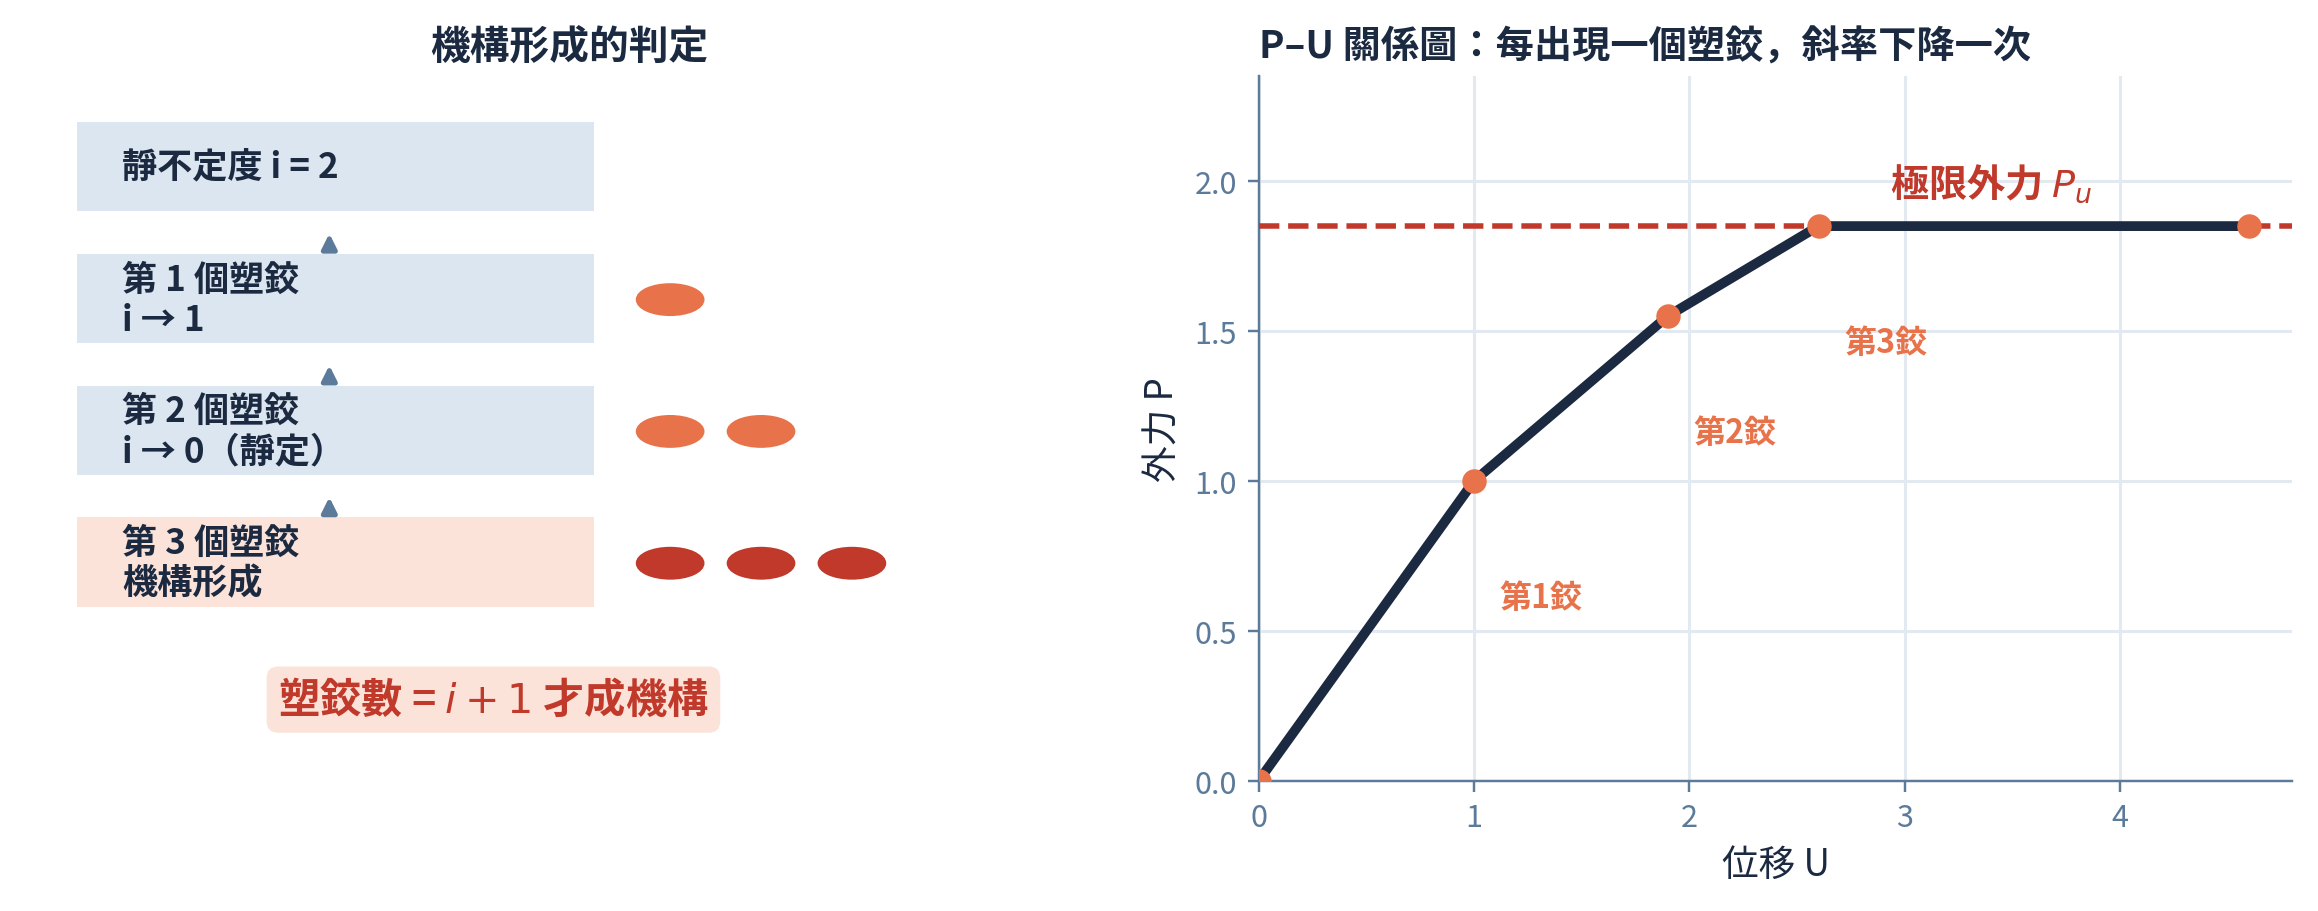 機構形成的判定
靜不定度 i = 2
第 1 個塑鉸
i → 1
第 2 個塑鉸
i → 0（靜定）
第 3 個塑鉸
機構形成
塑鉸數 = i + 1 才成機構
P–U 關係圖：每出現一個塑鉸，斜率下降一次
極限外力 Pu
第3鉸
第2鉸
第1鉸
外力 P
2.0
1.5
1.0
0.5
0.0
0 1 2 3 4
位移 U